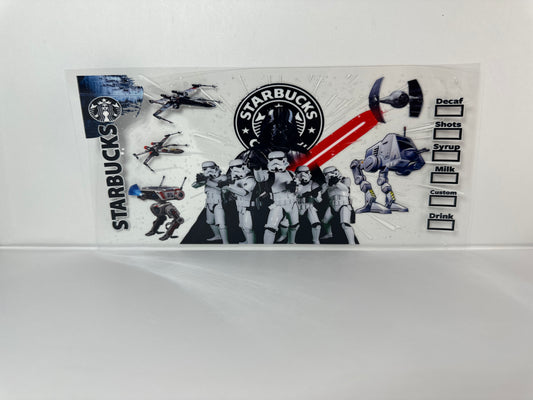 STARBUCKS
STARBUCKS
Decaf
Shots
Syrup
Milk
Custom
Drink